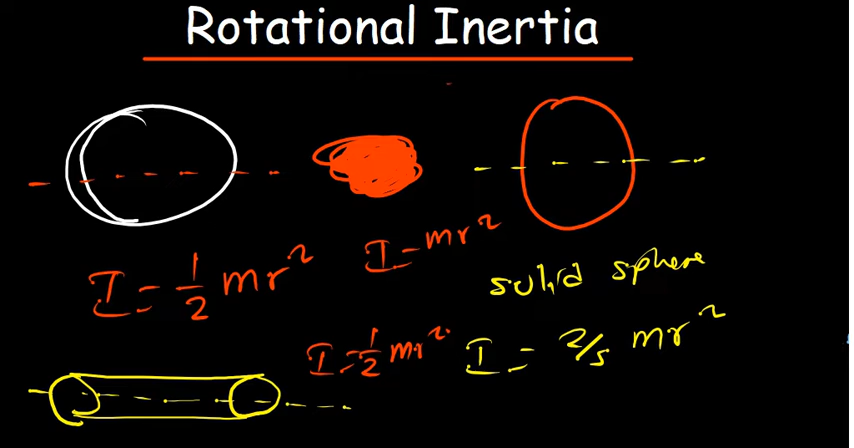 Rotational Inertia
I = 1/2 mr²
I = mr²
solid sphere
I = 1/2 mr²
I = 2/5 mr²